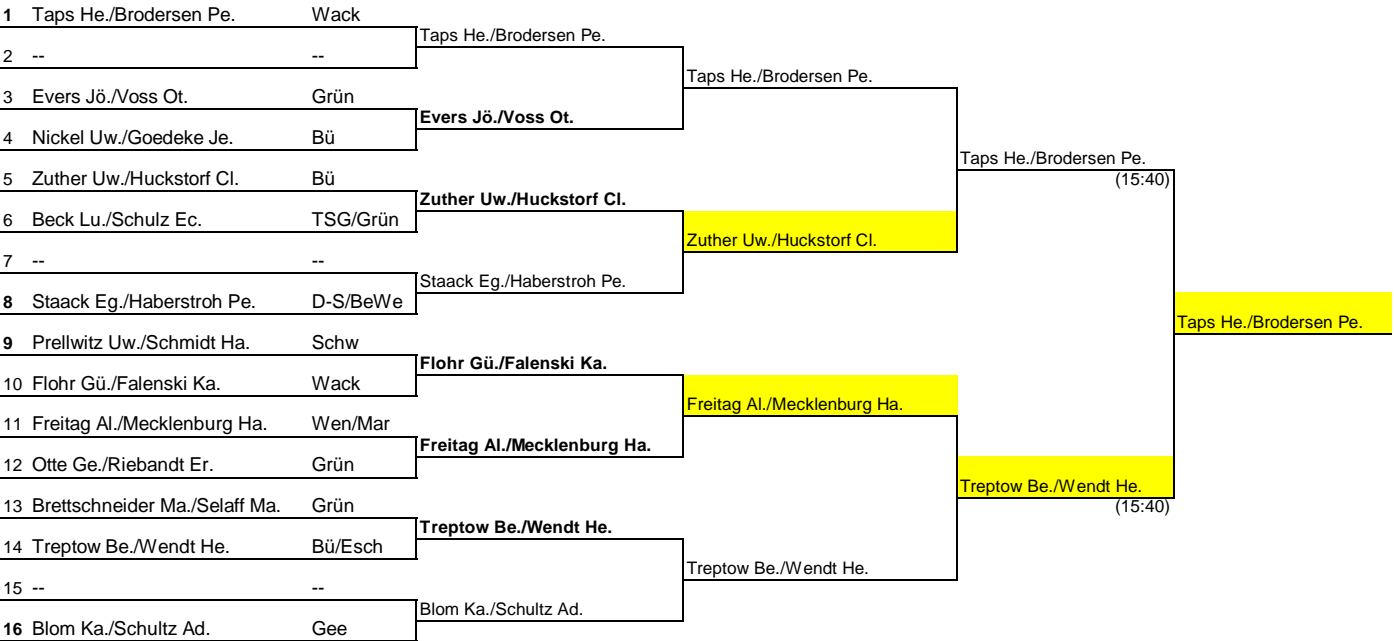 1 Taps He./Brodersen Pe. Wack
Taps He./Brodersen Pe.
2 -- --
Taps He./Brodersen Pe.
3 Evers Jö./Voss Ot. Grün
Evers Jö./Voss Ot.
4 Nickel Uw./Goedeke Je. Bü
Taps He./Brodersen Pe.
(15:40)
5 Zuther Uw./Huckstorf Cl. Bü
Zuther Uw./Huckstorf Cl.
6 Beck Lu./Schulz Ec. TSG/Grün
Zuther Uw./Huckstorf Cl.
7 -- --
Staack Eg./Haberstroh Pe.
8 Staack Eg./Haberstroh Pe. D-S/BeWe
Taps He./Brodersen Pe.
9 Prellwitz Uw./Schmidt Ha. Schw
Flohr Gü./Falenski Ka.
10 Flohr Gü./Falenski Ka. Wack
Freitag Al./Mecklenburg Ha.
11 Freitag Al./Mecklenburg Ha. Wen/Mar
Freitag Al./Mecklenburg Ha.
12 Otte Ge./Riebandt Er. Grün
Treptow Be./Wendt He.
(15:40)
13 Brettschneider Ma./Selaff Ma. Grün
Treptow Be./Wendt He.
14 Treptow Be./Wendt He. Bü/Esch
Treptow Be./Wendt He.
15 -- --
Blom Ka./Schultz Ad.
16 Blom Ka./Schultz Ad. Gee